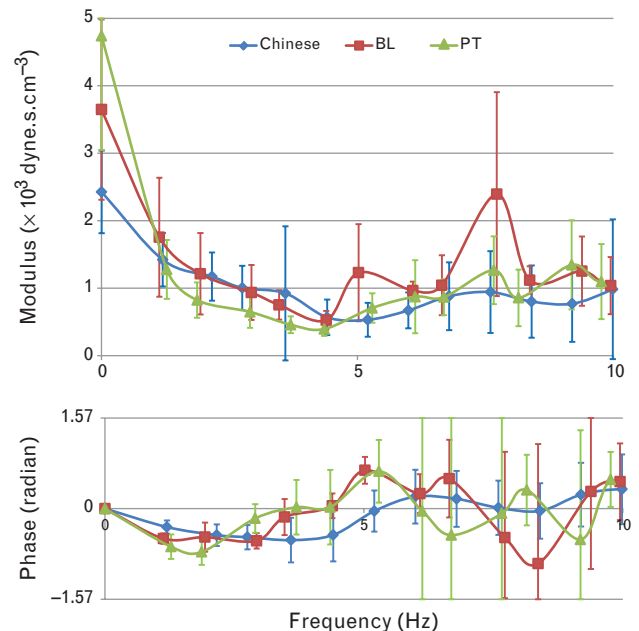 5
Chinese BL PT
4
3
2
1
0
0 5 10
Modulus (× 10³ dyne.s.cm⁻³)
1.57
0
0 5 10
−1.57
Phase (radian)
Frequency (Hz)